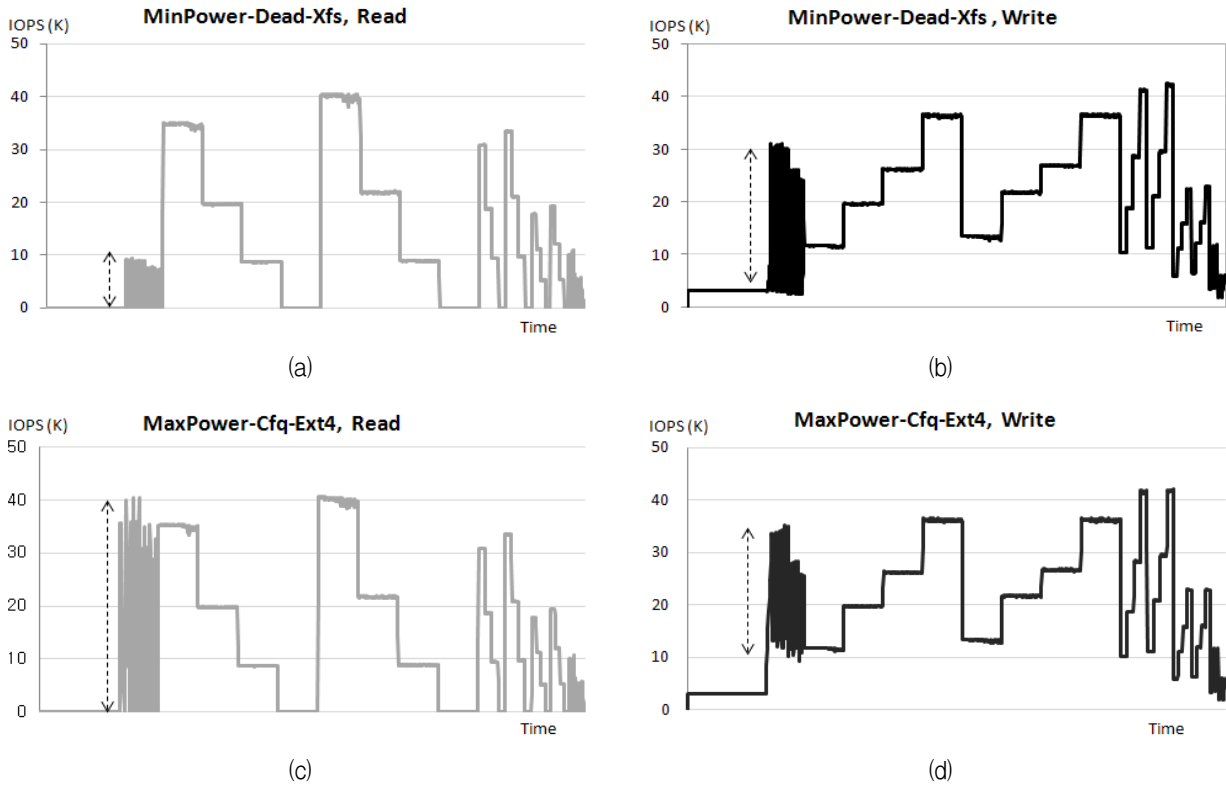 MinPower-Dead-Xfs, Read
IOPS (K)
50
40
30
20
10
0
Time
(a)
MinPower-Dead-Xfs , Write
IOPS (K)
50
40
30
20
10
0
Time
(b)
MaxPower-Cfq-Ext4, Read
IOPS (K)
50
40
30
20
10
0
Time
(c)
MaxPower-Cfq-Ext4, Write
IOPS (K)
50
40
30
20
10
0
Time
(d)